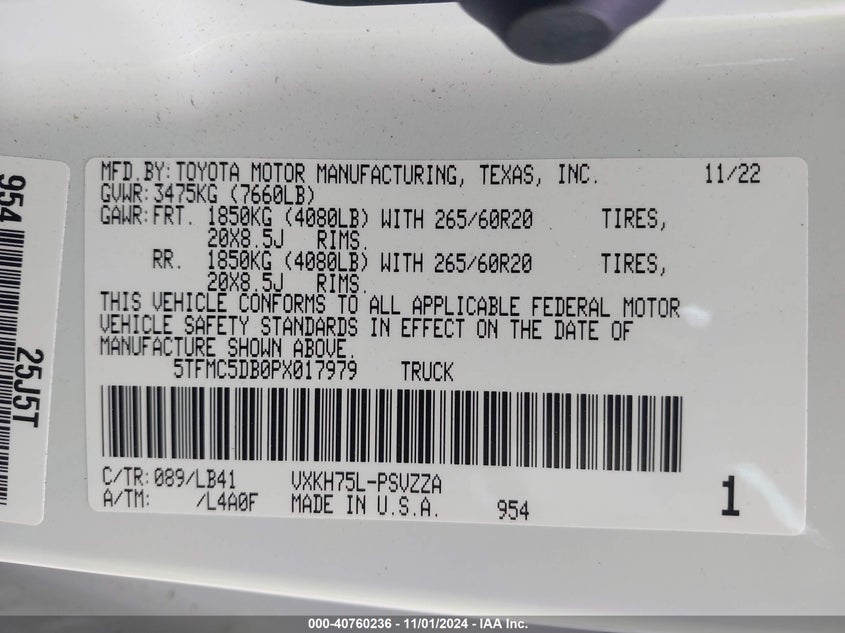 MFD.BY: TOYOTA MOTOR MANUFACTURING, TEXAS, INC. 11/22
GVWR: 3475KG (7660LB)
GAWR: FRT. 1850KG (4080LB) WITH 265/60R20 TIRES,
20X8.5J RIMS.
RR. 1850KG (4080LB) WITH 265/60R20 TIRES,
20X8.5J RIMS.
THIS VEHICLE CONFORMS TO ALL APPLICABLE FEDERAL MOTOR
VEHICLE SAFETY STANDARDS IN EFFECT ON THE DATE OF
MANUFACTURE SHOWN ABOVE.
5TFMC5DB0PX017979 TRUCK
C/TR: 089/LB41 VXKH75L-PSVZZA
A/TM: /L4A0F MADE IN U.S.A. 954 1
954
25J5T
000-40760236 - 11/01/2024 - IAA Inc.